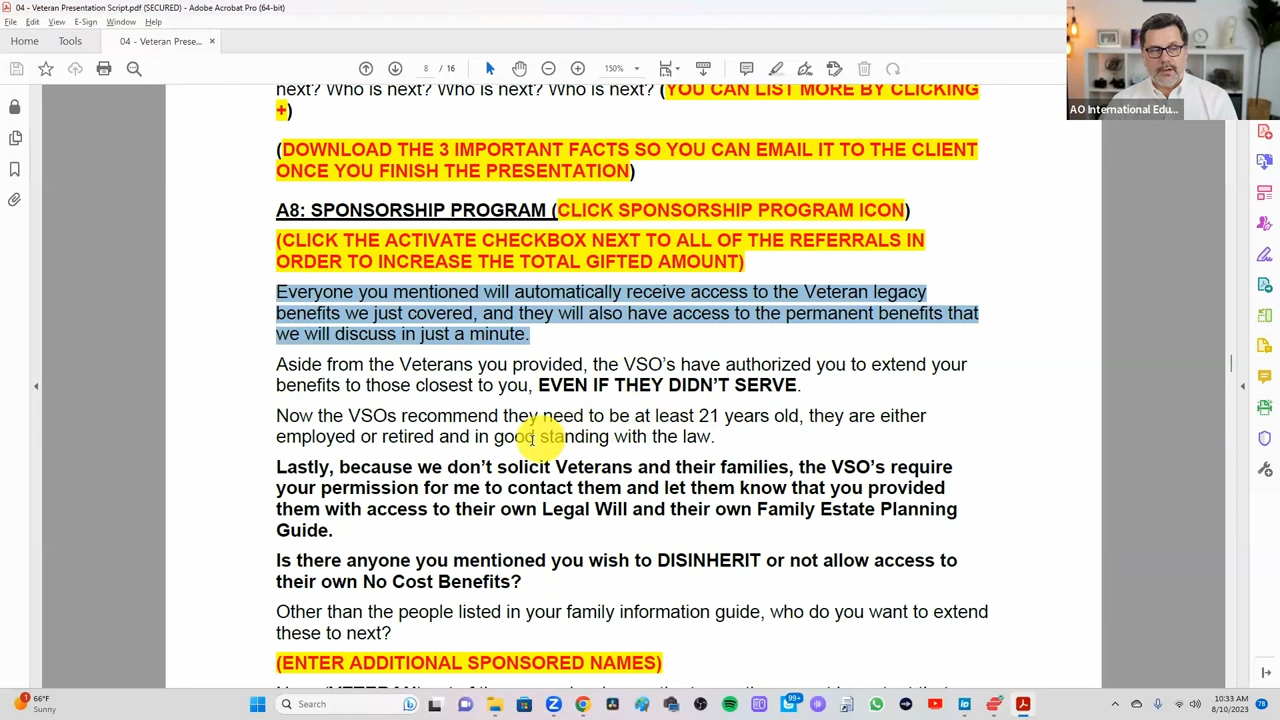 04 - Veteran Presentation Script.pdf (SECURED) - Adobe Acrobat Pro (64-bit)
File Edit View E-Sign Window Help
Home Tools 04 - Veteran Prese... ×
8 / 16 150%
AO International Edu...
next? Who is next? Who is next? Who is next? (YOU CAN LIST MORE BY CLICKING
+)
(DOWNLOAD THE 3 IMPORTANT FACTS SO YOU CAN EMAIL IT TO THE CLIENT
ONCE YOU FINISH THE PRESENTATION)
A8: SPONSORSHIP PROGRAM (CLICK SPONSORSHIP PROGRAM ICON)
(CLICK THE ACTIVATE CHECKBOX NEXT TO ALL OF THE REFERRALS IN
ORDER TO INCREASE THE TOTAL GIFTED AMOUNT)
Everyone you mentioned will automatically receive access to the Veteran legacy
benefits we just covered, and they will also have access to the permanent benefits that
we will discuss in just a minute.
Aside from the Veterans you provided, the VSO's have authorized you to extend your
benefits to those closest to you, EVEN IF THEY DIDN'T SERVE.
Now the VSOs recommend they need to be at least 21 years old, they are either
employed or retired and in good standing with the law.
Lastly, because we don't solicit Veterans and their families, the VSO's require
your permission for me to contact them and let them know that you provided
them with access to their own Legal Will and their own Family Estate Planning
Guide.
Is there anyone you mentioned you wish to DISINHERIT or not allow access to
their own No Cost Benefits?
Other than the people listed in your family information guide, who do you want to extend
these to next?
(ENTER ADDITIONAL SPONSORED NAMES)
66°F
Sunny
Search
99+
10:33 AM
8/10/2023
78